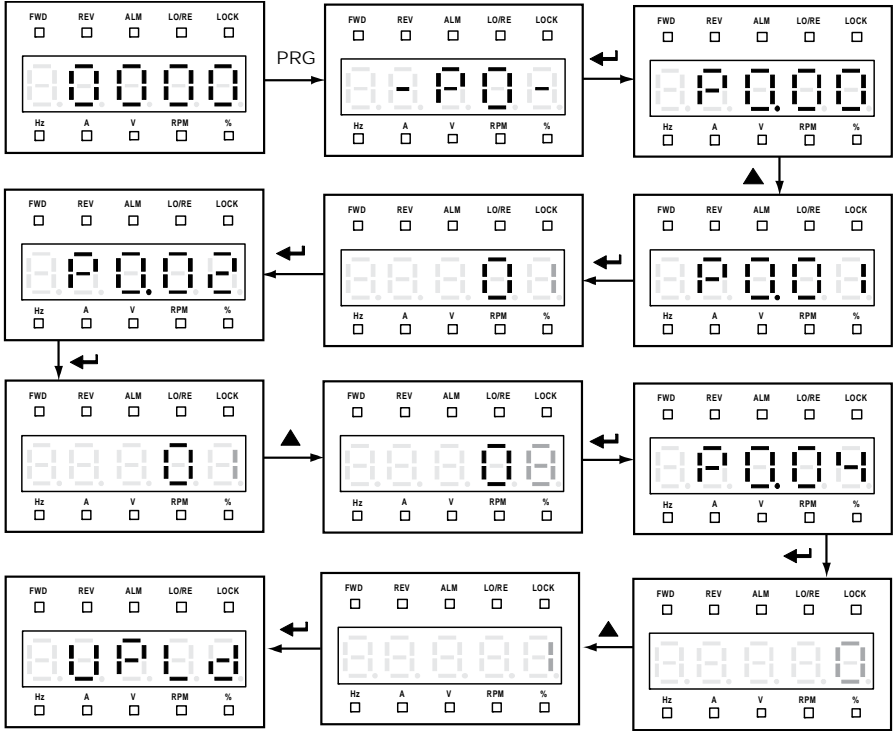 FWD REV ALM LO/RE LOCK
0000
Hz A V RPM %
PRG
FWD REV ALM LO/RE LOCK
-P0-
Hz A V RPM %
FWD REV ALM LO/RE LOCK
P0.00
Hz A V RPM %
FWD REV ALM LO/RE LOCK
P0.02
Hz A V RPM %
FWD REV ALM LO/RE LOCK
01
Hz A V RPM %
FWD REV ALM LO/RE LOCK
P0.01
Hz A V RPM %
FWD REV ALM LO/RE LOCK
01
Hz A V RPM %
FWD REV ALM LO/RE LOCK
Hz A V RPM %
FWD REV ALM LO/RE LOCK
P0.04
Hz A V RPM %
FWD REV ALM LO/RE LOCK
UPLd
Hz A V RPM %
FWD REV ALM LO/RE LOCK
1
Hz A V RPM %
FWD REV ALM LO/RE LOCK
0
Hz A V RPM %